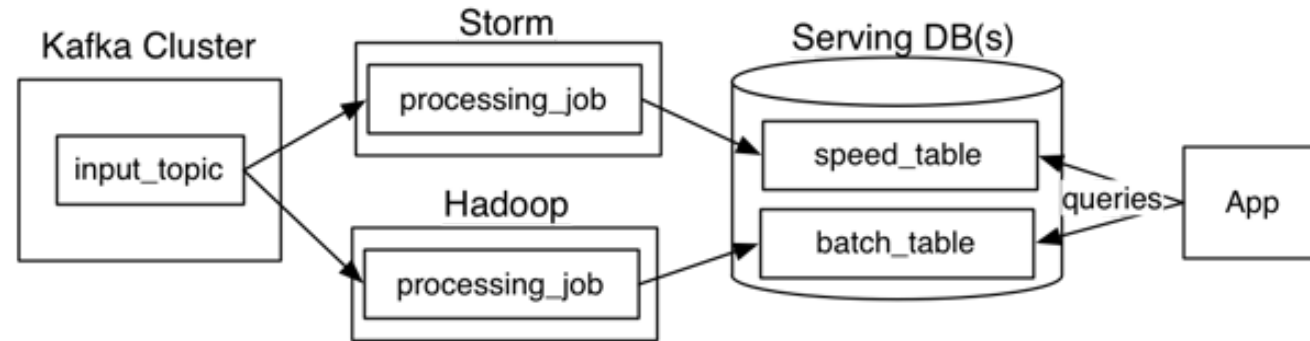 Kafka Cluster
input_topic
Storm
processing_job
Hadoop
processing_job
Serving DB(s)
speed_table
batch_table
queries
App